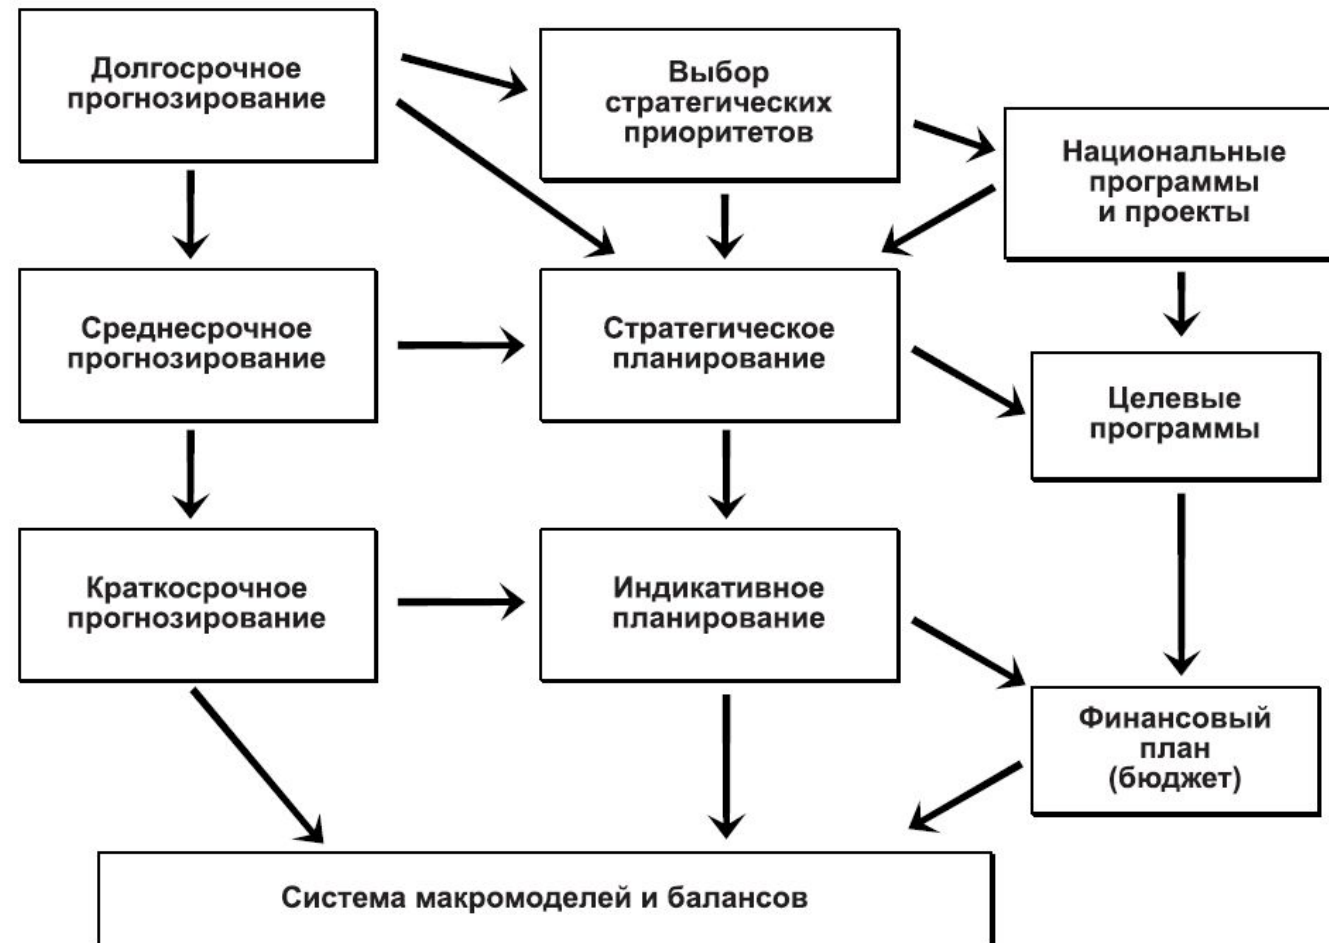 Долгосрочное
прогнозирование
Выбор
стратегических
приоритетов
Национальные
программы
и проекты
Среднесрочное
прогнозирование
Стратегическое
планирование
Целевые
программы
Краткосрочное
прогнозирование
Индикативное
планирование
Финансовый
план
(бюджет)
Система макромоделей и балансов